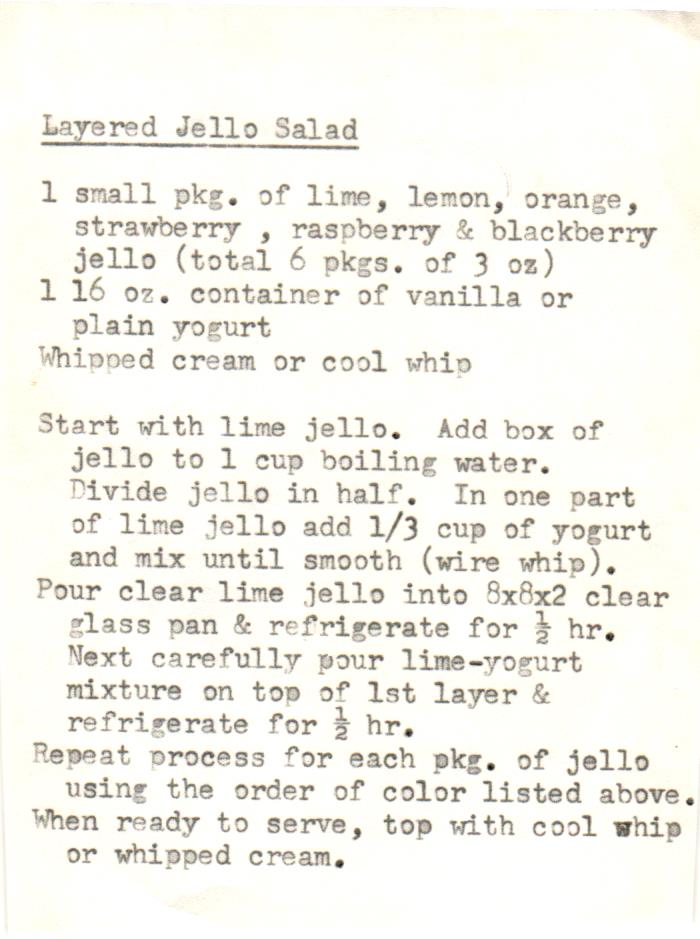 Layered Jello Salad
1 small pkg. of lime, lemon, orange,
strawberry , raspberry & blackberry
jello (total 6 pkgs. of 3 oz)
1 16 oz. container of vanilla or
plain yogurt
Whipped cream or cool whip
Start with lime jello. Add box of
jello to 1 cup boiling water.
Divide jello in half. In one part
of lime jello add 1/3 cup of yogurt
and mix until smooth (wire whip).
Pour clear lime jello into 8x8x2 clear
glass pan & refrigerate for ½ hr.
Next carefully pour lime-yogurt
mixture on top of 1st layer &
refrigerate for ½ hr.
Repeat process for each pkg. of jello
using the order of color listed above.
When ready to serve, top with cool whip
or whipped cream.